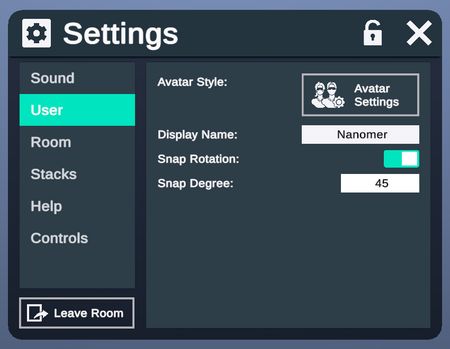 Settings
Sound
User
Room
Stacks
Help
Controls
Leave Room
Avatar Style:
Avatar
Settings
Display Name:
Nanomer
Snap Rotation:
Snap Degree:
45